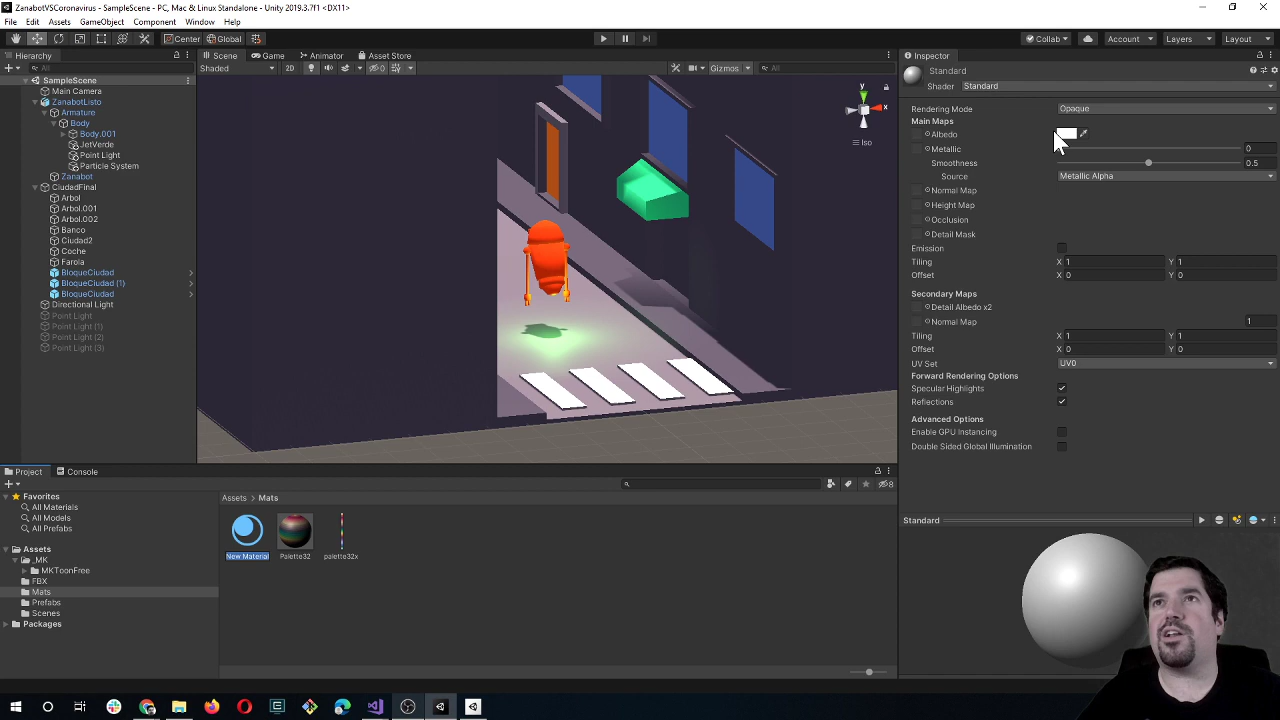 ZanabotVSCoronavirus - SampleScene - PC, Mac & Linux Standalone - Unity 2019.3.7f1 <DX11>
File Edit Assets GameObject Component Window Help
Center Global Collab Account Layers Layout
Hierarchy Scene Game Animator Asset Store Inspector
All Shaded 2D 0 Gizmos All
Standard
Shader Standard
SampleScene
Main Camera
ZanabotListo
Armature
Body
Body.001
JetVerde
Point Light
Particle System
Zanabot
CiudadFinal
Arbol
Arbol.001
Arbol.002
Banco
Ciudad2
Coche
Farola
BloqueCiudad
BloqueCiudad (1)
BloqueCiudad
Directional Light
Point Light
Point Light (1)
Point Light (2)
Point Light (3)
y
x
Iso
Rendering Mode Opaque
Main Maps
Albedo
Metallic 0
Smoothness 0.5
Source Metallic Alpha
Normal Map
Height Map
Occlusion
Detail Mask
Emission
Tiling X 1 Y 1
Offset X 0 Y 0
Secondary Maps
Detail Albedo x2
Normal Map 1
Tiling X 1 Y 1
Offset X 0 Y 0
UV Set UV0
Forward Rendering Options
Specular Highlights
Reflections
Advanced Options
Enable GPU Instancing
Double Sided Global Illumination
Project Console
8
Favorites
All Materials
All Models
All Prefabs
Assets
_MK
MKToonFree
FBX
Mats
Prefabs
Scenes
Packages
Assets > Mats
New Material Palette32 palette32x
Standard